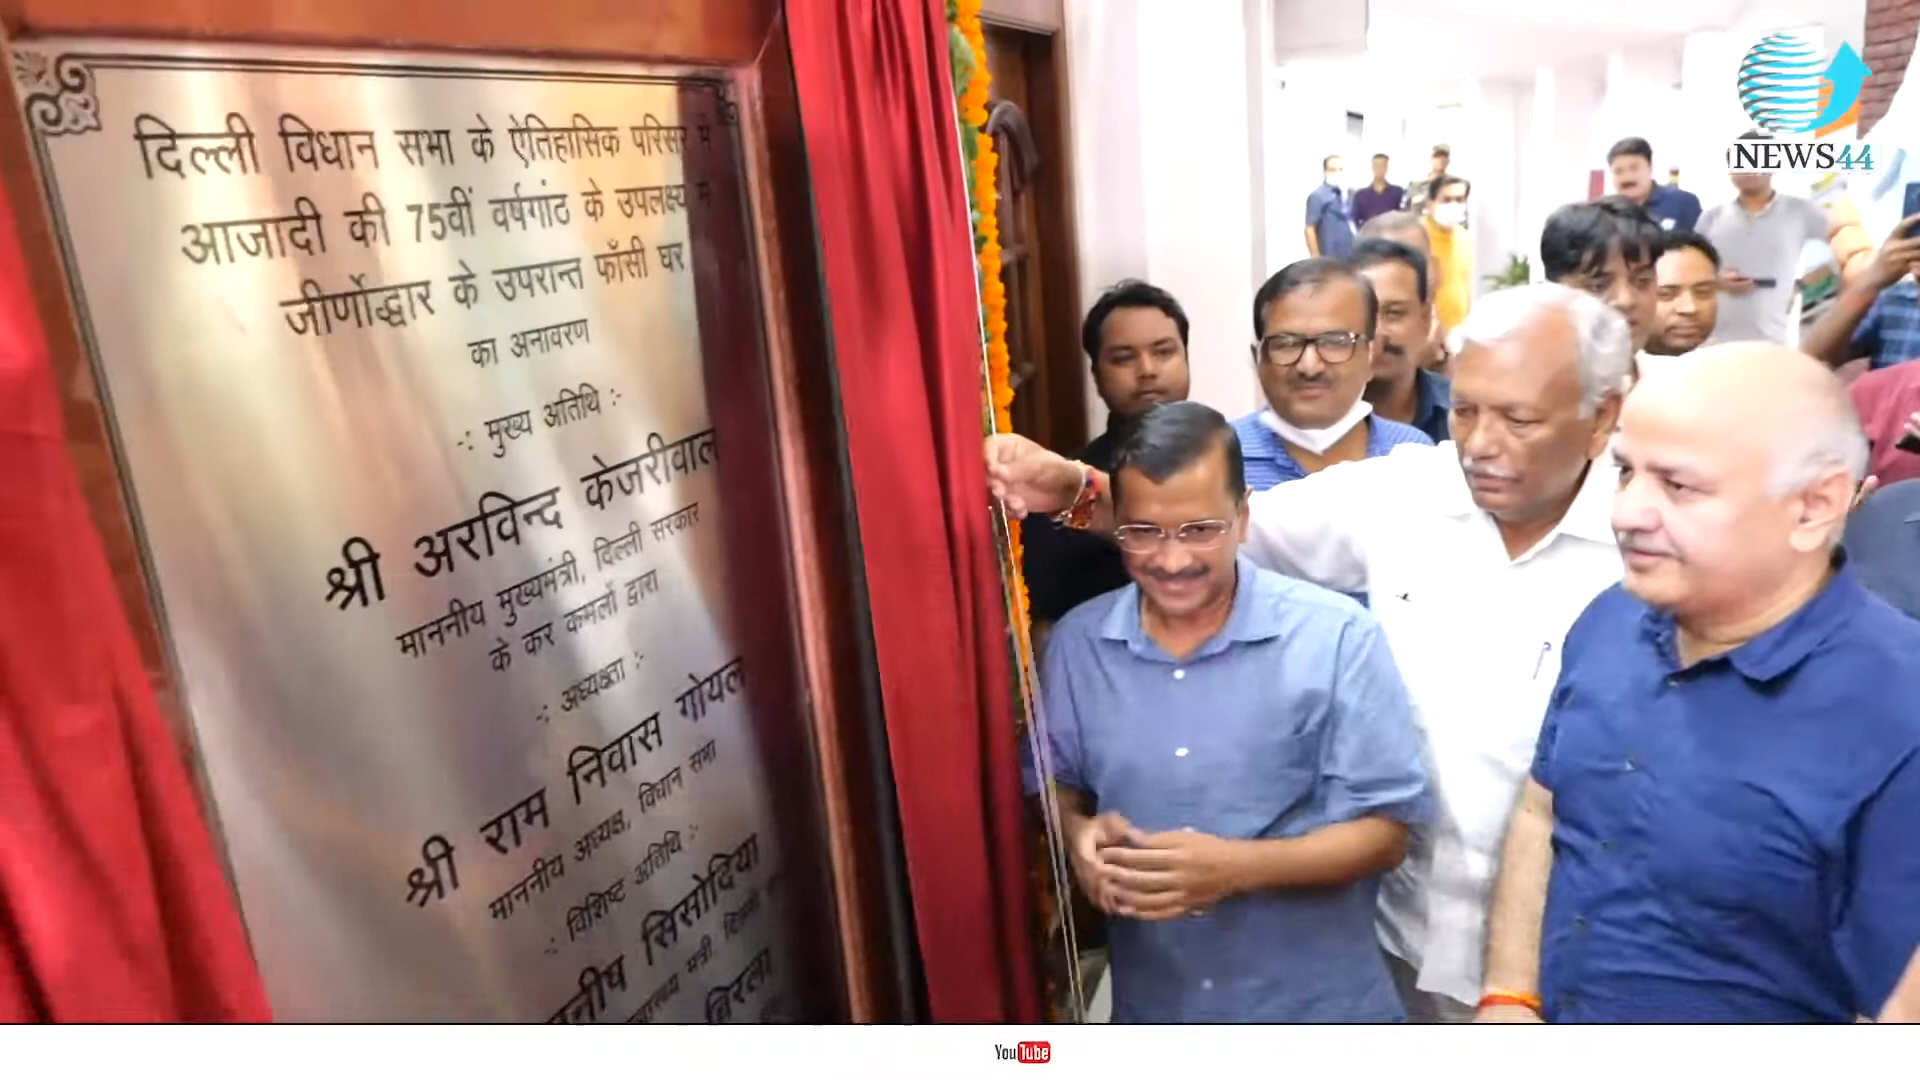 दिल्ली विधान सभा के ऐतिहासिक परिसर में
आजादी की 75वीं वर्षगांठ के उपलक्ष्य में
जीर्णोद्धार के उपरान्त फाँसी घर
का अनावरण
-: मुख्य अतिथि :-
श्री अरविन्द केजरीवाल
माननीय मुख्यमंत्री, दिल्ली सरकार
के कर कमलों द्वारा
-: अध्यक्षता :-
श्री राम निवास गोयल
माननीय अध्यक्ष, विधान सभा
-: विशिष्ट अतिथि :-
सिसोदिया
बिरला
NEWS44
YouTube